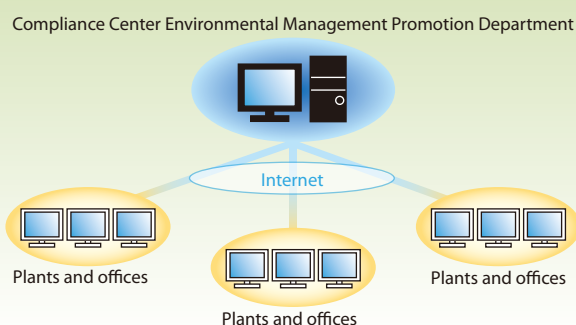 Compliance Center Environmental Management Promotion Department
Internet
Plants and offices
Plants and offices
Plants and offices